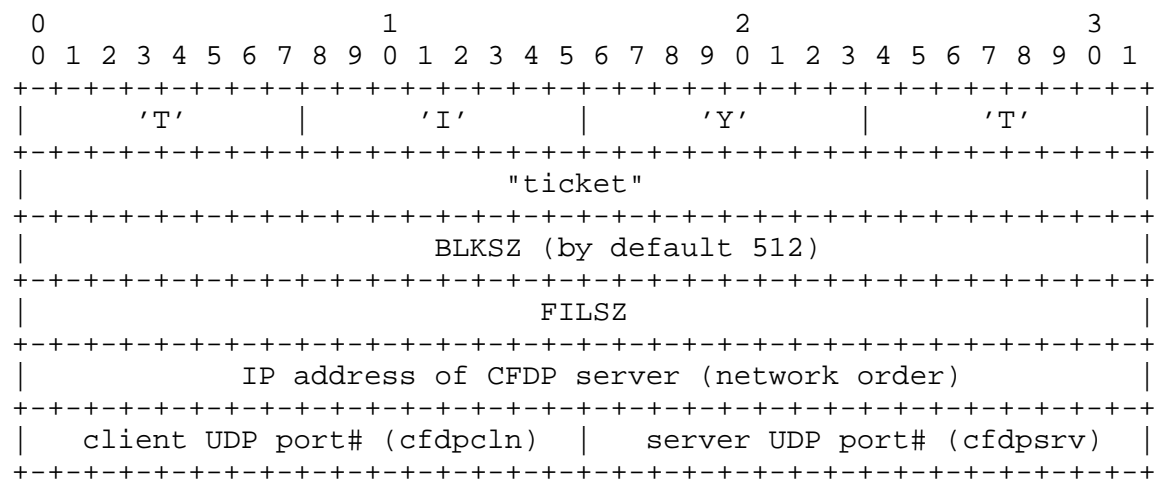 0                   1                   2                   3
 0 1 2 3 4 5 6 7 8 9 0 1 2 3 4 5 6 7 8 9 0 1 2 3 4 5 6 7 8 9 0 1
+-+-+-+-+-+-+-+-+-+-+-+-+-+-+-+-+-+-+-+-+-+-+-+-+-+-+-+-+-+-+-+-+
|      ’T’      |      ’I’      |      ’Y’      |      ’T’      |
+-+-+-+-+-+-+-+-+-+-+-+-+-+-+-+-+-+-+-+-+-+-+-+-+-+-+-+-+-+-+-+-+
|                           "ticket"                            |
+-+-+-+-+-+-+-+-+-+-+-+-+-+-+-+-+-+-+-+-+-+-+-+-+-+-+-+-+-+-+-+-+
|                   BLKSZ (by default 512)                      |
+-+-+-+-+-+-+-+-+-+-+-+-+-+-+-+-+-+-+-+-+-+-+-+-+-+-+-+-+-+-+-+-+
|                             FILSZ                             |
+-+-+-+-+-+-+-+-+-+-+-+-+-+-+-+-+-+-+-+-+-+-+-+-+-+-+-+-+-+-+-+-+
|            IP address of CFDP server (network order)           |
+-+-+-+-+-+-+-+-+-+-+-+-+-+-+-+-+-+-+-+-+-+-+-+-+-+-+-+-+-+-+-+-+
|   client UDP port# (cfdpcln)  |   server UDP port# (cfdpsrv)  |
+-+-+-+-+-+-+-+-+-+-+-+-+-+-+-+-+-+-+-+-+-+-+-+-+-+-+-+-+-+-+-+-+